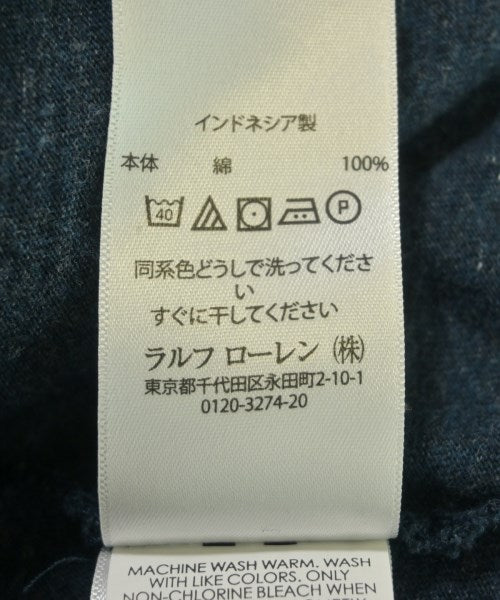 インドネシア製
本体 綿 100%
40 P
同系色どうしで洗ってくださ
い
すぐに干してください
ラルフ ローレン (株)
東京都千代田区永田町2-10-1
0120-3274-20
MACHINE WASH WARM. WASH
WITH LIKE COLORS. ONLY
NON-CHLORINE BLEACH WHEN